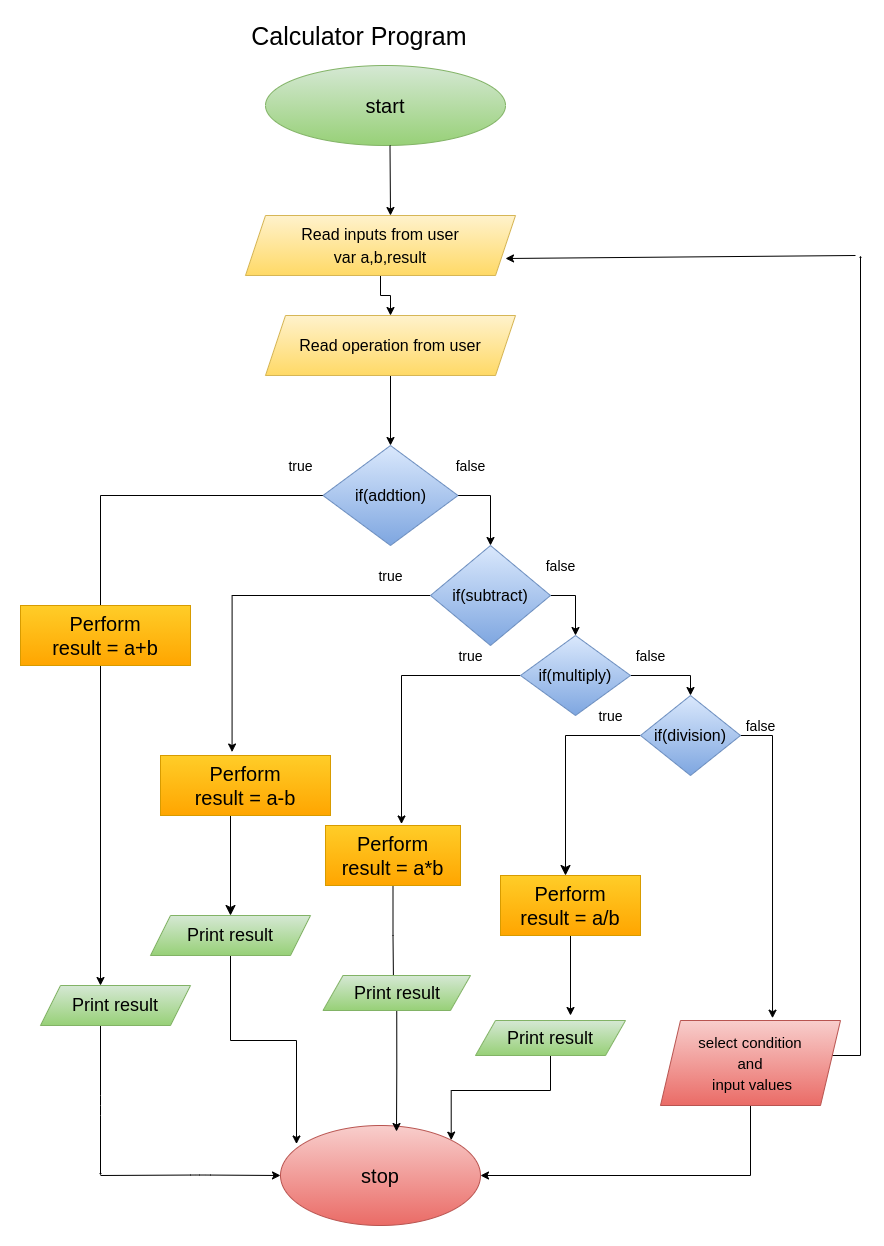 Calculator Program
start
Read inputs from user
var a,b,result
Read operation from user
true
false
if(addtion)
true
false
if(subtract)
Perform
result = a+b
true
false
if(multiply)
true
false
if(division)
Perform
result = a-b
Perform
result = a*b
Perform
result = a/b
Print result
Print result
Print result
Print result
select condition
and
input values
stop